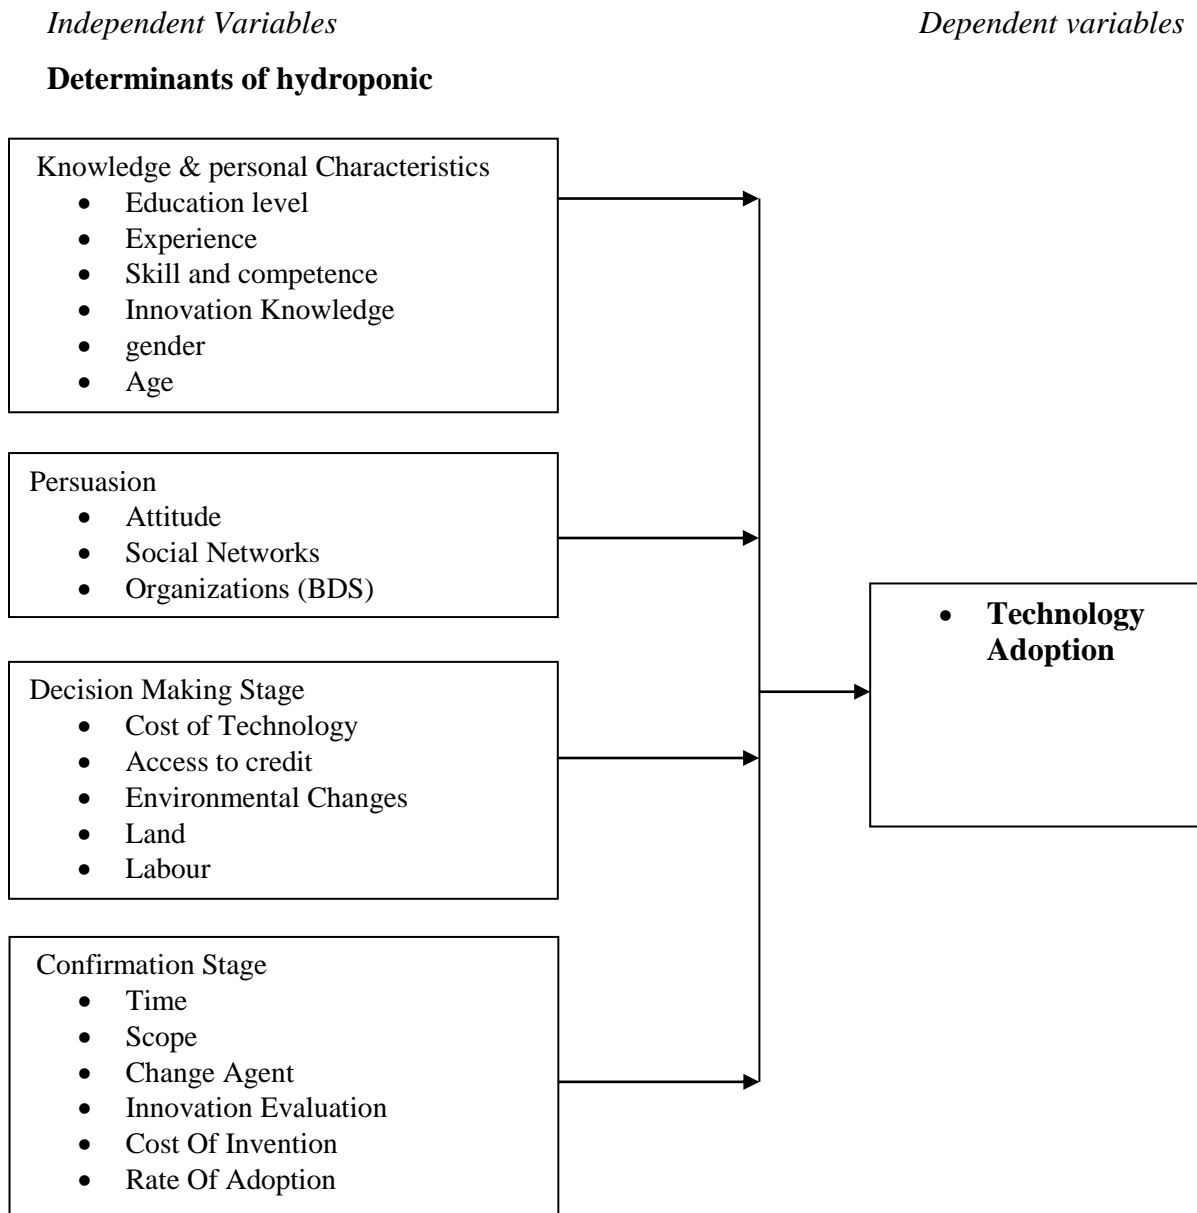 Independent Variables
Dependent variables
Determinants of hydroponic
Knowledge & personal Characteristics
• Education level
• Experience
• Skill and competence
• Innovation Knowledge
• gender
• Age
Persuasion
• Attitude
• Social Networks
• Organizations (BDS)
Decision Making Stage
• Cost of Technology
• Access to credit
• Environmental Changes
• Land
• Labour
Confirmation Stage
• Time
• Scope
• Change Agent
• Innovation Evaluation
• Cost Of Invention
• Rate Of Adoption
• Technology
Adoption